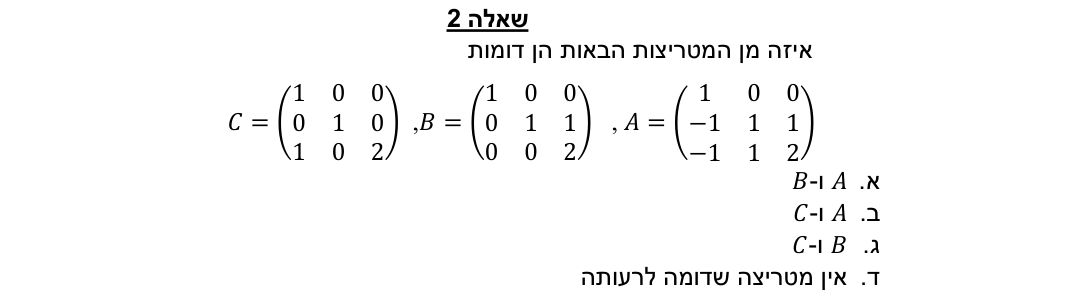 שאלה 2
איזה מן המטריצות הבאות הן דומות
C = (1 0 0; 0 1 0; 1 0 2) ,B = (1 0 0; 0 1 1; 0 0 2) , A = (1 0 0; −1 1 1; −1 1 2)
א. A ו-B
ב. A ו-C
ג. B ו-C
ד. אין מטריצה שדומה לרעותה